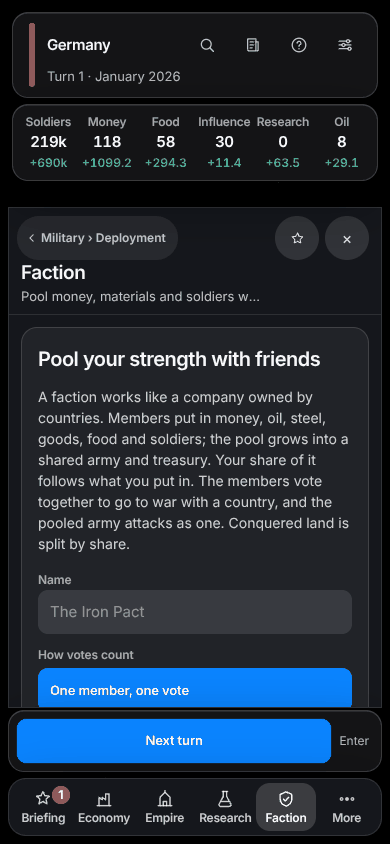 Germany
Turn 1 · January 2026
Soldiers Money Food Influence Research Oil
219k 118 58 30 0 8
+690k +1099.2 +294.3 +11.4 +63.5 +29.1
Military › Deployment
Faction
Pool money, materials and soldiers w...
Pool your strength with friends
A faction works like a company owned by
countries. Members put in money, oil, steel,
goods, food and soldiers; the pool grows into a
shared army and treasury. Your share of it
follows what you put in. The members vote
together to go to war with a country, and the
pooled army attacks as one. Conquered land is
split by share.
Name
The Iron Pact
How votes count
One member, one vote
Next turn Enter
1
Briefing Economy Empire Research Faction More